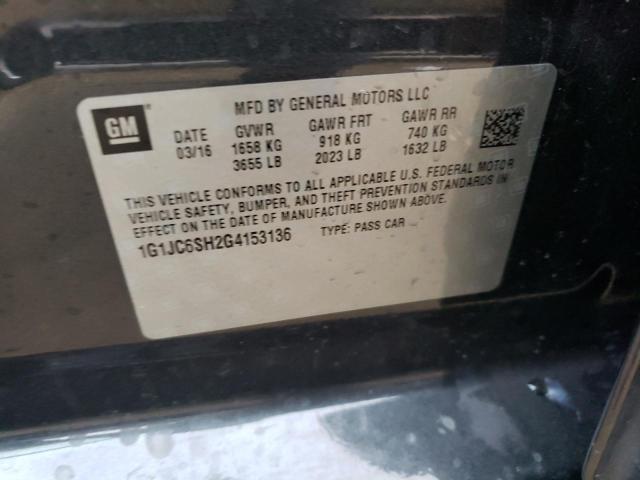 GM
MFD BY GENERAL MOTORS LLC
DATE GVWR GAWR FRT GAWR RR
03/16 1658 KG 918 KG 740 KG
3655 LB 2023 LB 1632 LB
THIS VEHICLE CONFORMS TO ALL APPLICABLE U.S. FEDERAL MOTOR
VEHICLE SAFETY, BUMPER, AND THEFT PREVENTION STANDARDS IN
EFFECT ON THE DATE OF MANUFACTURE SHOWN ABOVE.
1G1JC6SH2G4153136 TYPE: PASS CAR